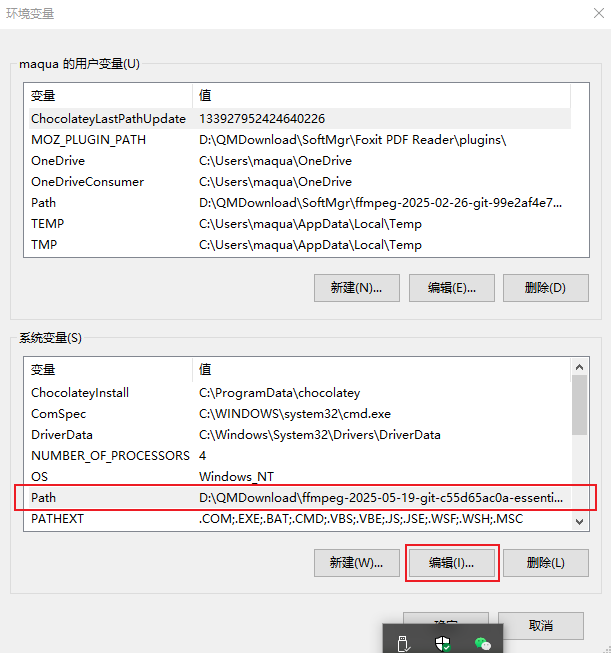 环境变量
maqua 的用户变量(U)
变量 值
ChocolateyLastPathUpdate 133927952424640226
MOZ_PLUGIN_PATH D:\QMDownload\SoftMgr\Foxit PDF Reader\plugins\
OneDrive C:\Users\maqua\OneDrive
OneDriveConsumer C:\Users\maqua\OneDrive
Path D:\QMDownload\SoftMgr\ffmpeg-2025-02-26-git-99e2af4e7...
TEMP C:\Users\maqua\AppData\Local\Temp
TMP C:\Users\maqua\AppData\Local\Temp
新建(N)... 编辑(E)... 删除(D)
系统变量(S)
变量 值
ChocolateyInstall C:\ProgramData\chocolatey
ComSpec C:\WINDOWS\system32\cmd.exe
DriverData C:\Windows\System32\Drivers\DriverData
NUMBER_OF_PROCESSORS 4
OS Windows_NT
Path D:\QMDownload\ffmpeg-2025-05-19-git-c55d65ac0a-essenti...
PATHEXT .COM;.EXE;.BAT;.CMD;.VBS;.VBE;.JS;.JSE;.WSF;.WSH;.MSC
新建(W)... 编辑(I)... 删除(L)
取消